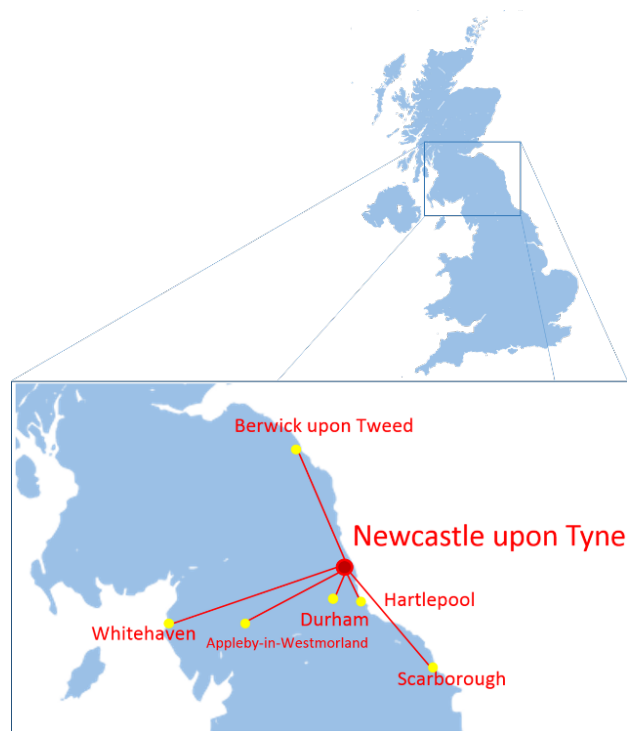 Berwick upon Tweed
Newcastle upon Tyne
Hartlepool
Durham
Whitehaven
Appleby-in-Westmorland
Scarborough